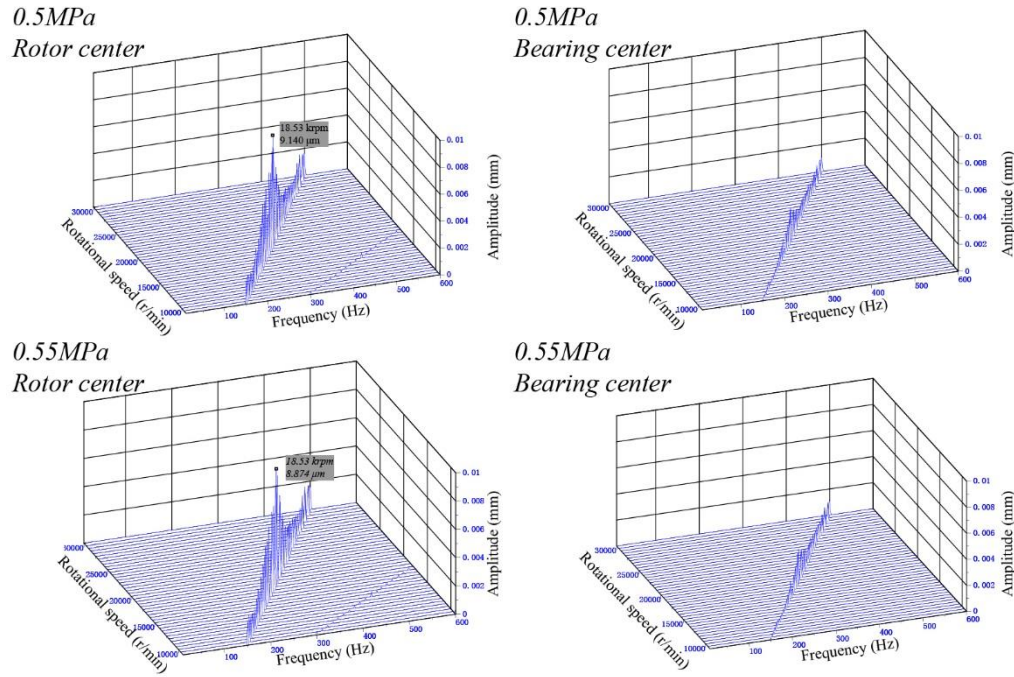 0.5MPa
Rotor center
18.53 krpm
9.140 μm
0.01
0.008
0.006
0.004
0.002
0
Amplitude (mm)
30000
25000
20000
15000
10000
Rotational speed (r/min)
100
200
300
400
500
600
Frequency (Hz)
0.5MPa
Bearing center
0.01
0.008
0.006
0.004
0.002
0
Amplitude (mm)
30000
25000
20000
15000
10000
Rotational speed (r/min)
100
200
300
400
500
600
Frequency (Hz)
0.55MPa
Rotor center
18.53 krpm
8.874 μm
0.01
0.008
0.006
0.004
0.002
0
Amplitude (mm)
30000
25000
20000
15000
10000
Rotational speed (r/min)
100
200
300
400
500
600
Frequency (Hz)
0.55MPa
Bearing center
0.01
0.008
0.006
0.004
0.002
0
Amplitude (mm)
30000
25000
20000
15000
10000
Rotational speed (r/min)
100
200
300
400
500
600
Frequency (Hz)